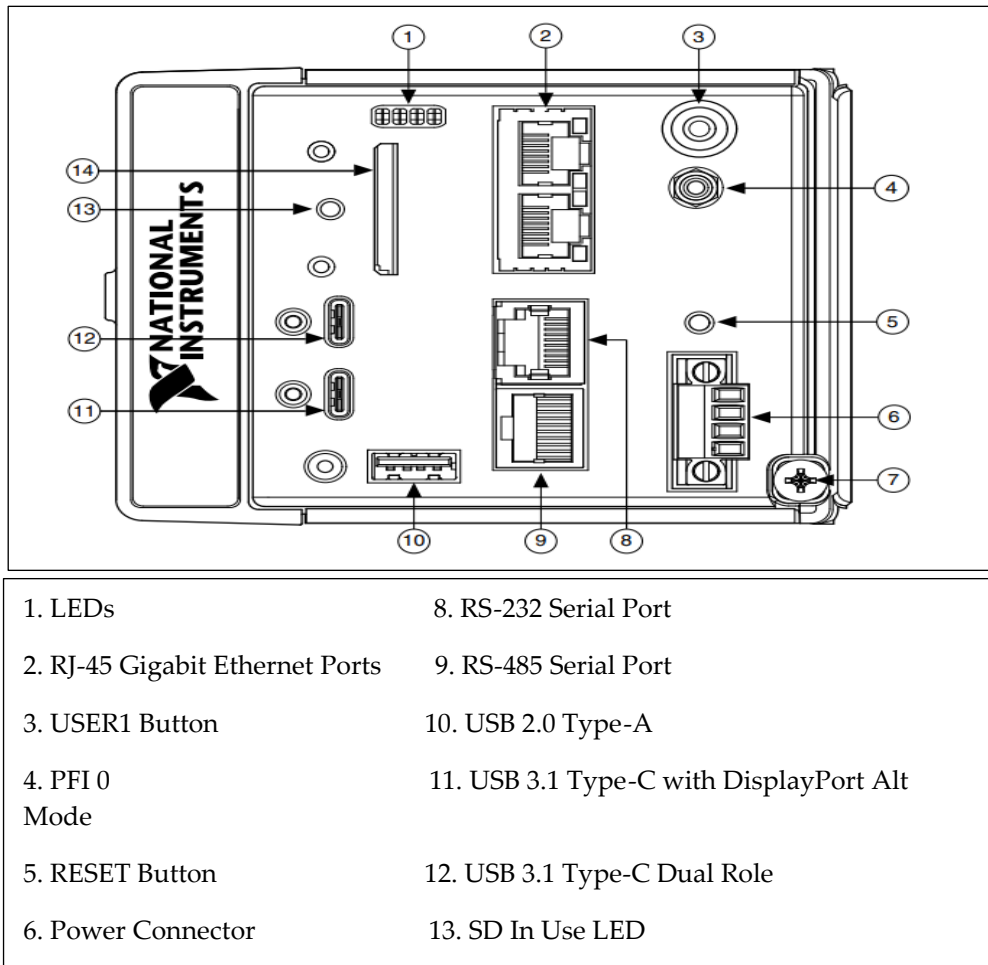 1
2
3
14
4
13
NATIONAL
INSTRUMENTS
5
12
11
6
7
10
9
8
1. LEDs 8. RS-232 Serial Port
2. RJ-45 Gigabit Ethernet Ports 9. RS-485 Serial Port
3. USER1 Button 10. USB 2.0 Type-A
4. PFI 0 11. USB 3.1 Type-C with DisplayPort Alt
Mode
5. RESET Button 12. USB 3.1 Type-C Dual Role
6. Power Connector 13. SD In Use LED